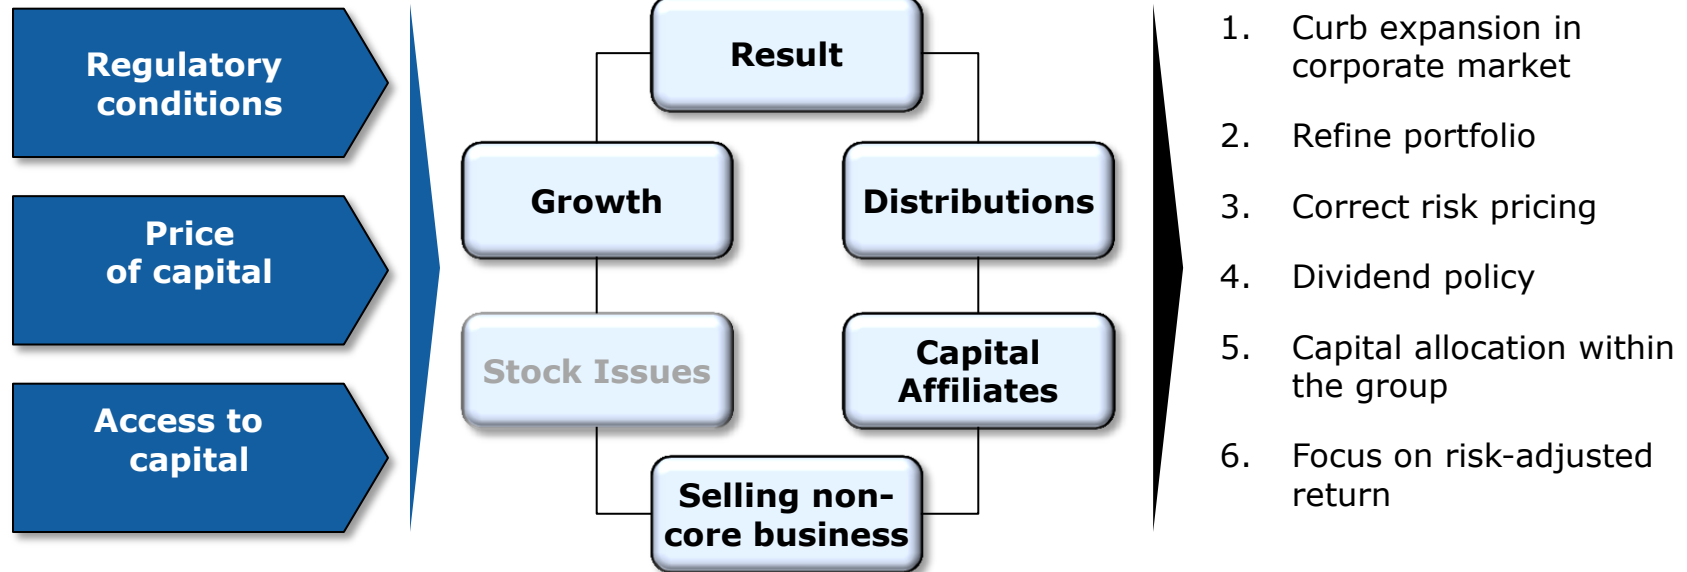 Regulatory
conditions
Price
of capital
Access to
capital
Result
Growth
Distributions
Stock Issues
Capital
Affiliates
Selling non-
core business
1. Curb expansion in
corporate market
2. Refine portfolio
3. Correct risk pricing
4. Dividend policy
5. Capital allocation within
the group
6. Focus on risk-adjusted
return